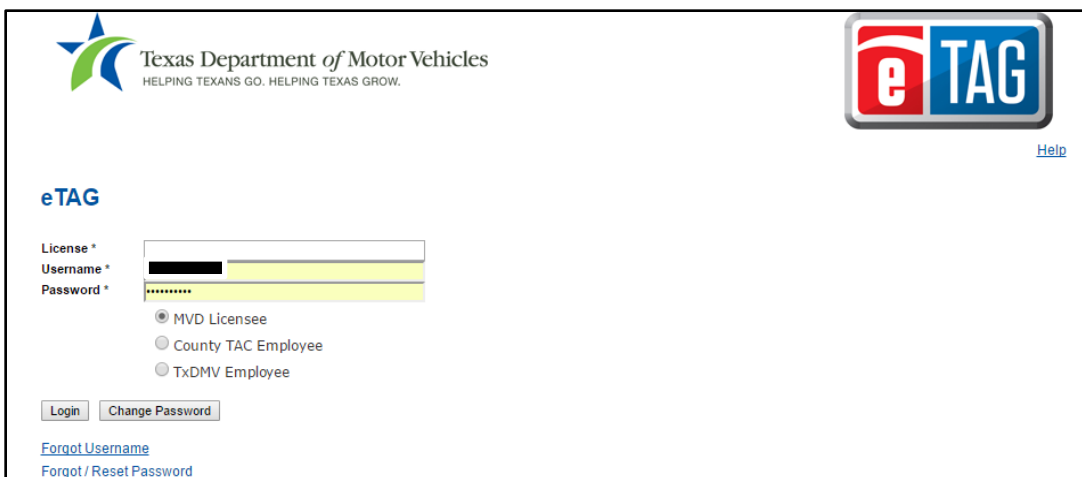 Texas Department of Motor Vehicles
HELPING TEXANS GO. HELPING TEXAS GROW.
e TAG
Help
eTAG
License *
Username *
Password * ••••••••••
MVD Licensee
County TAC Employee
TxDMV Employee
Login Change Password
Forgot Username
Forgot / Reset Password